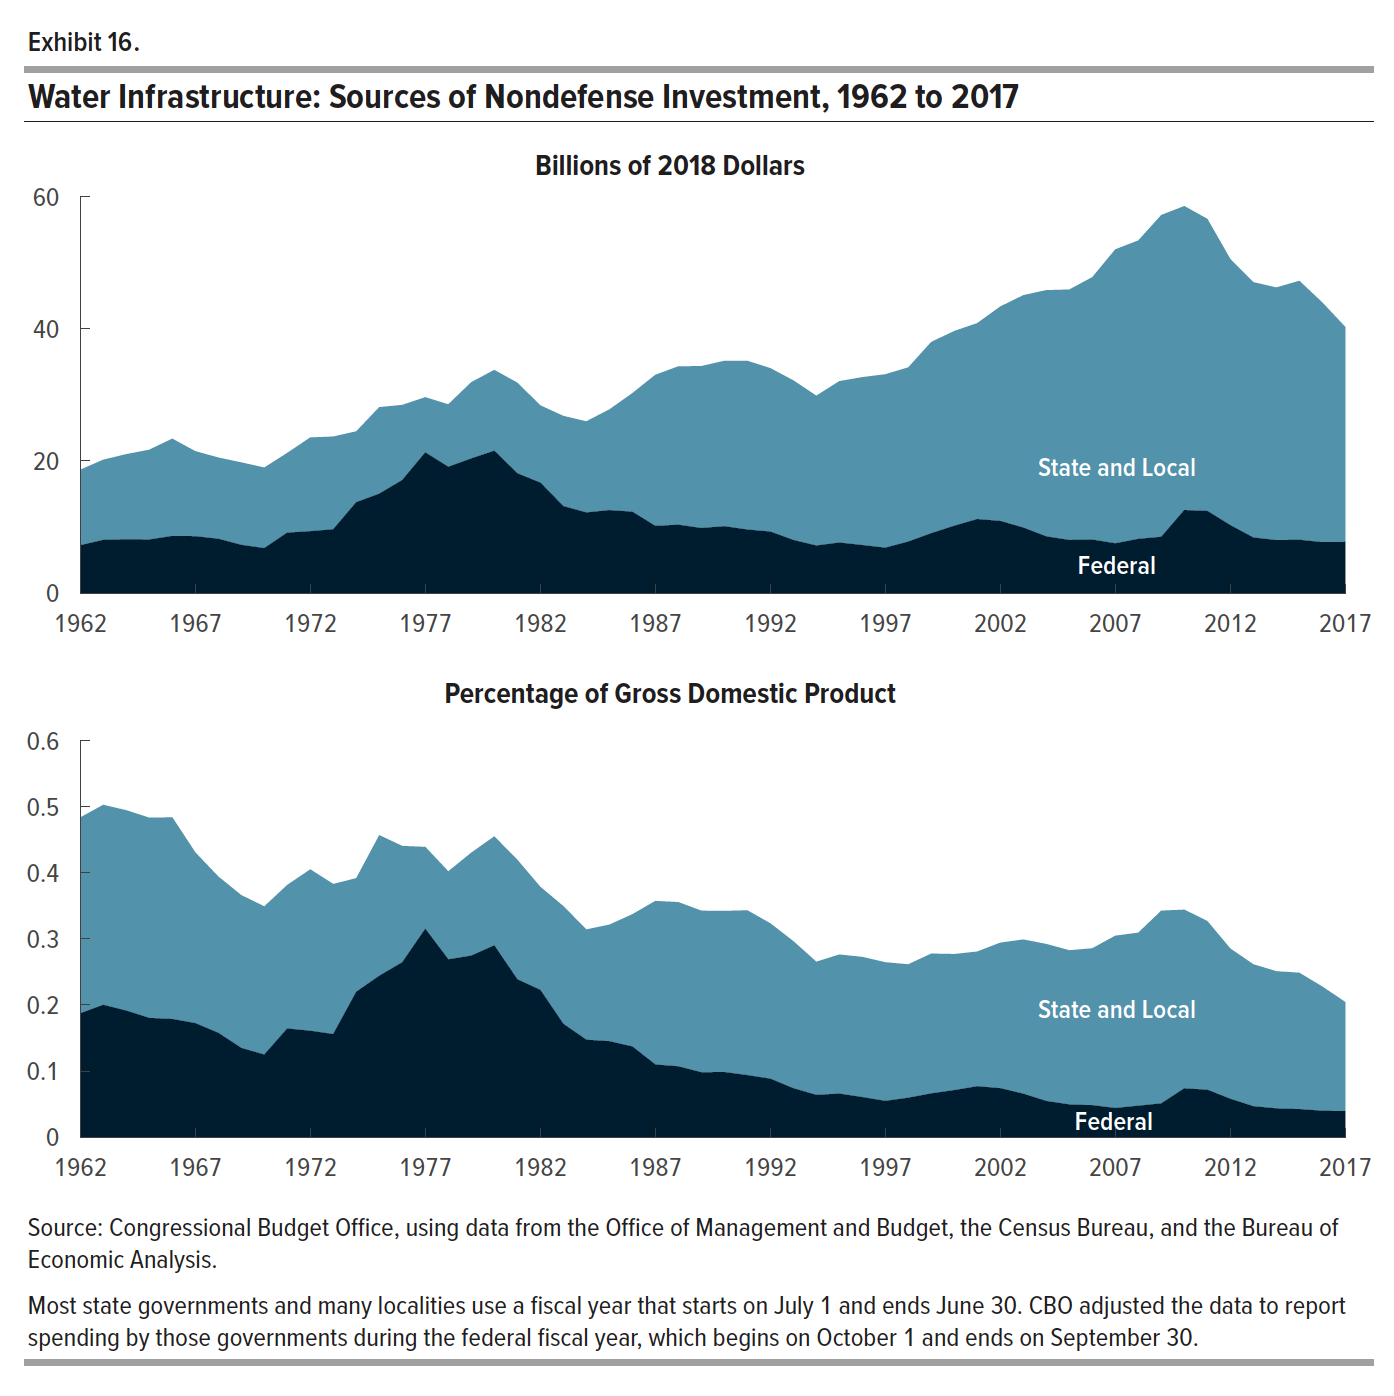 Exhibit 16.
Water Infrastructure: Sources of Nondefense Investment, 1962 to 2017
Billions of 2018 Dollars
60
40
20
0
State and Local
Federal
1962 1967 1972 1977 1982 1987 1992 1997 2002 2007 2012 2017
Percentage of Gross Domestic Product
0.6
0.5
0.4
0.3
0.2
0.1
0
State and Local
Federal
1962 1967 1972 1977 1982 1987 1992 1997 2002 2007 2012 2017
Source: Congressional Budget Office, using data from the Office of Management and Budget, the Census Bureau, and the Bureau of
Economic Analysis.
Most state governments and many localities use a fiscal year that starts on July 1 and ends June 30. CBO adjusted the data to report
spending by those governments during the federal fiscal year, which begins on October 1 and ends on September 30.